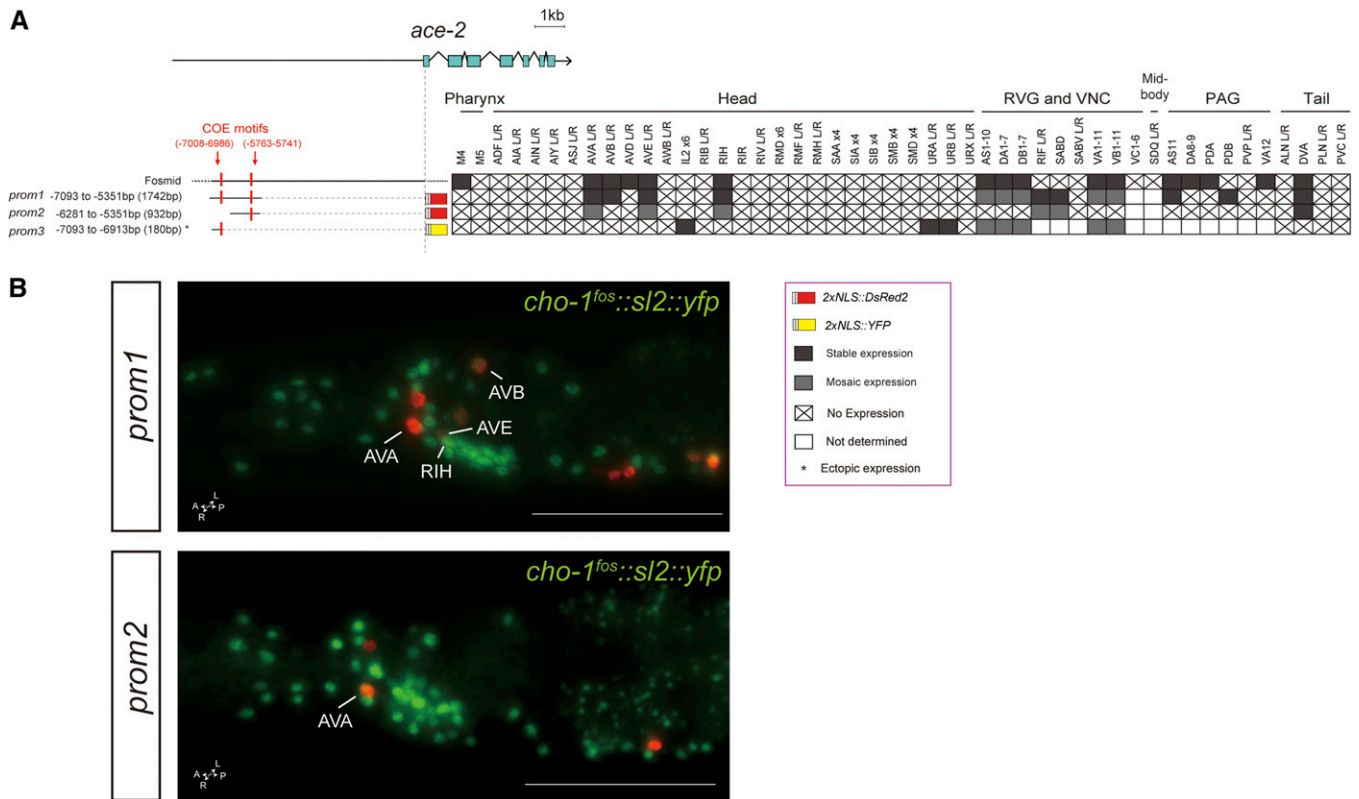 A
1kb
ace-2
Mid-
body
Pharynx
Head
RVG and VNC
PAG
Tail
COE motifs
(-7008-6986)
(-5763-5741)
M4
M5
ADF L/R
AIA L/R
AIN L/R
AIY L/R
ASJ L/R
AVA L/R
AVB L/R
AVD L/R
AVE L/R
AWB L/R
IL2 x6
RIB L/R
RIH
RIR
RIV L/R
RMD x6
RMF L/R
RMH L/R
SAA x4
SIA x4
SIB x4
SMB x4
SMD x4
URA L/R
URB L/R
URX L/R
AS1-10
DA1-7
DB1-7
RIF L/R
SABD
SABV L/R
VA1-11
VB1-11
VC1-6
SDQ L/R
AS11
DA8-9
PDA
PDB
PVP L/R
VA12
ALN L/R
DVA
PLN L/R
PVC L/R
Fosmid
prom1 -7093 to -5351bp (1742bp)
prom2 -6281 to -5351bp (932bp)
prom3 -7093 to -6913bp (180bp) *
B
prom1
cho-1fos::sl2::yfp
AVB
AVE
AVA
RIH
A L
R P
prom2
cho-1fos::sl2::yfp
AVA
A L
R P
2xNLS::DsRed2
2xNLS::YFP
Stable expression
Mosaic expression
No Expression
Not determined
* Ectopic expression